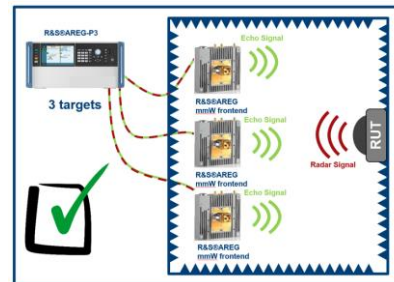 R&S®AREG-P3
3 targets
Echo Signal
R&S®AREG
mmW frontend
Echo Signal
R&S®AREG
mmW frontend
Echo Signal
R&S®AREG
mmW frontend
Radar Signal
RUT